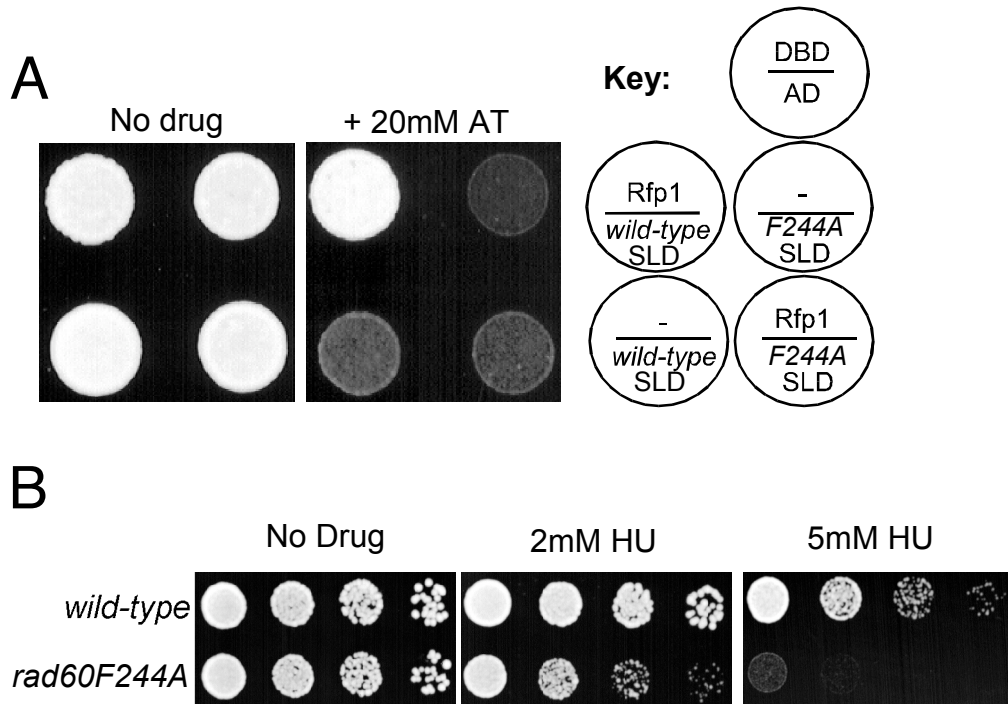 A
No drug
+ 20mM AT
Key:
DBD
AD
Rfp1
wild-type
SLD
-
F244A
SLD
-
wild-type
SLD
Rfp1
F244A
SLD
B
No Drug
2mM HU
5mM HU
wild-type
rad60F244A